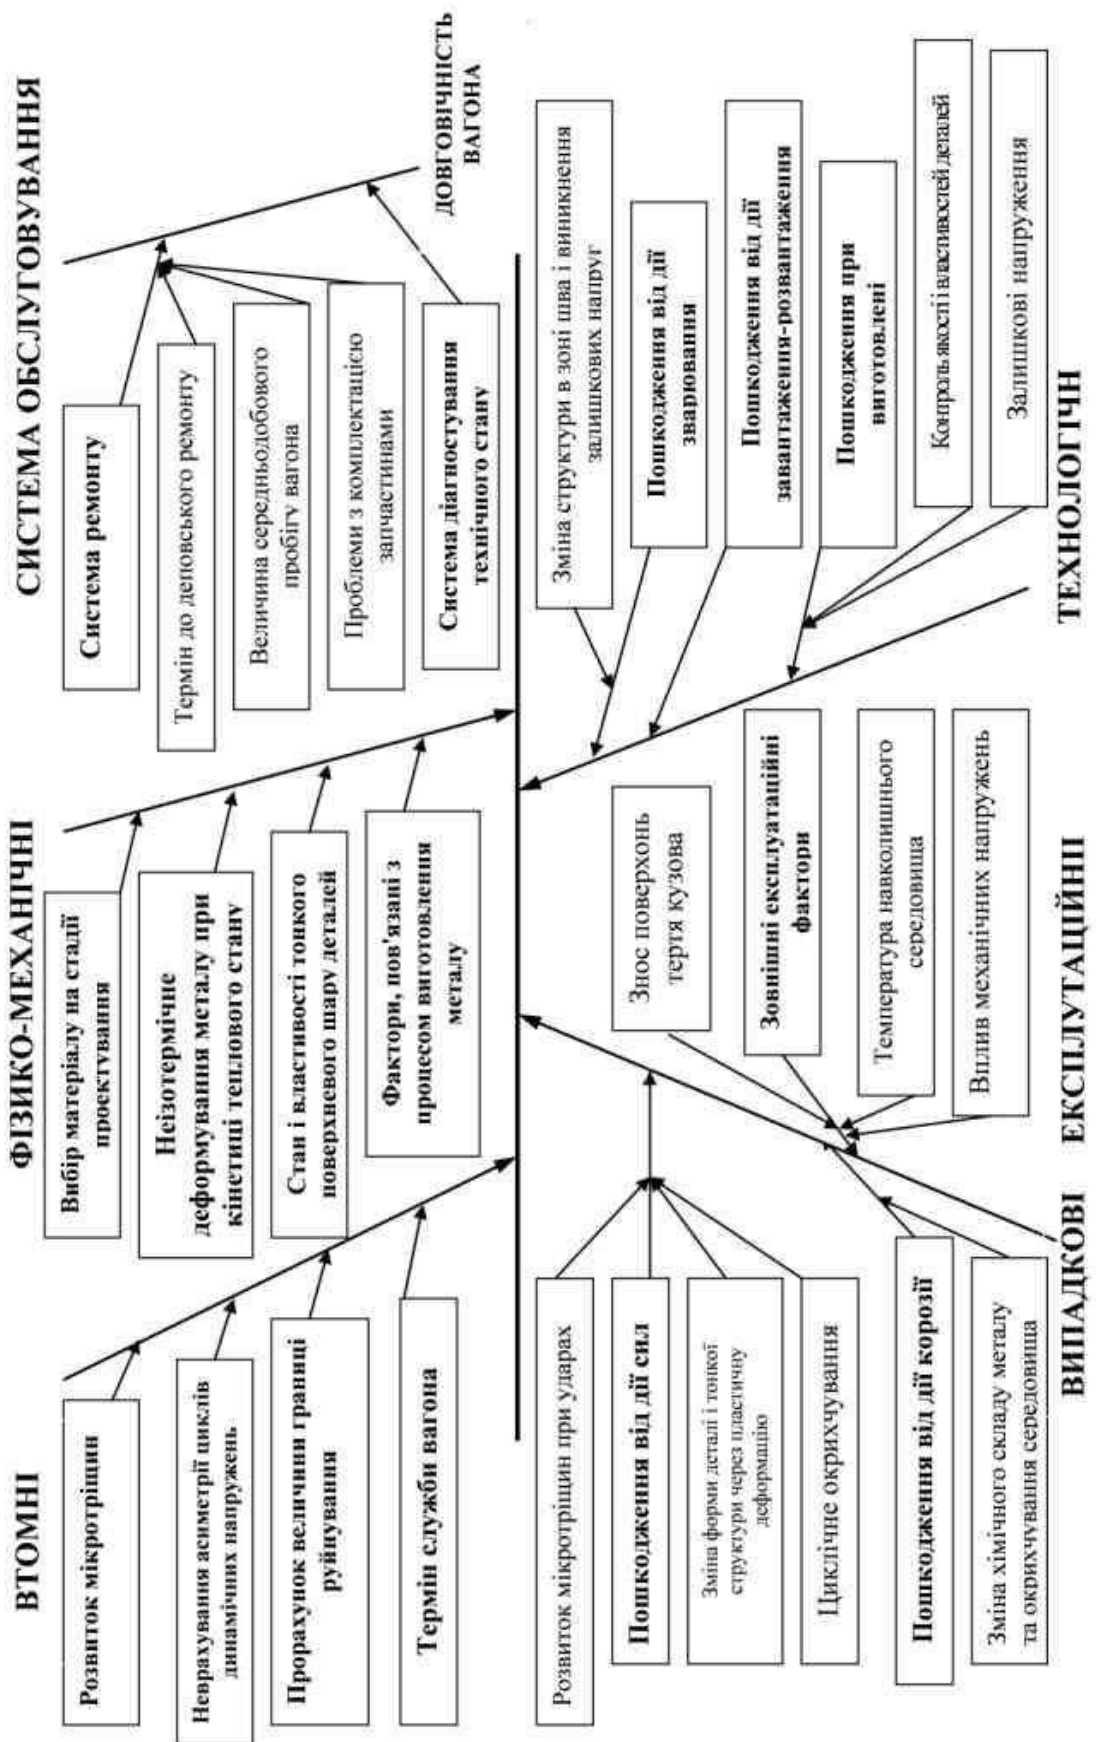 ВТОМНІ
ФІЗИКО-МЕХАНІЧНІ
СИСТЕМА ОБСЛУГОВУВАННЯ
Розвиток мікротріщин
Неврахування асиметрії циклів
динамічних напружень
Прорахунок величини границі
руйнування
Термін служби вагона
Вибір матеріалу на стадії
проектування
Неізотермічне
деформування металу при
кінетиці теплового стану
Стан і властивості тонкого
поверхневого шару деталей
Фактори, пов'язані з
процесом виготовлення
металу
Система ремонту
Термін до деповського ремонту
Величина середньодобового
пробігу вагона
Проблеми з комплектацією
запчастинами
Система діагностування
технічного стану
ДОВГОВІЧНІСТЬ
ВАГОНА
Розвиток мікротріщин при ударах
Пошкодження від дії сил
Зміна форми деталі і тонкої
структури через пластичну
деформацію
Циклічне окрихчування
Пошкодження від дії корозії
Зміна хімічного складу металу
та окрихчування середовища
Знос поверхонь
тертя кузова
Зовнішні експлуатаційні
фактори
Температура навколишнього
середовища
Вплив механічних напружень
Зміна структури в зоні шва і виникнення
залишкових напруг
Пошкодження від дії
зварювання
Пошкодження від дії
завантаження-розвантаження
Пошкодження при
виготовлені
Контроль якості і властивостей деталей
Залишкові напруження
ВИПАДКОВІ
ЕКСПЛУТАЦІЙНІІ
ТЕХНОЛОГІЧН